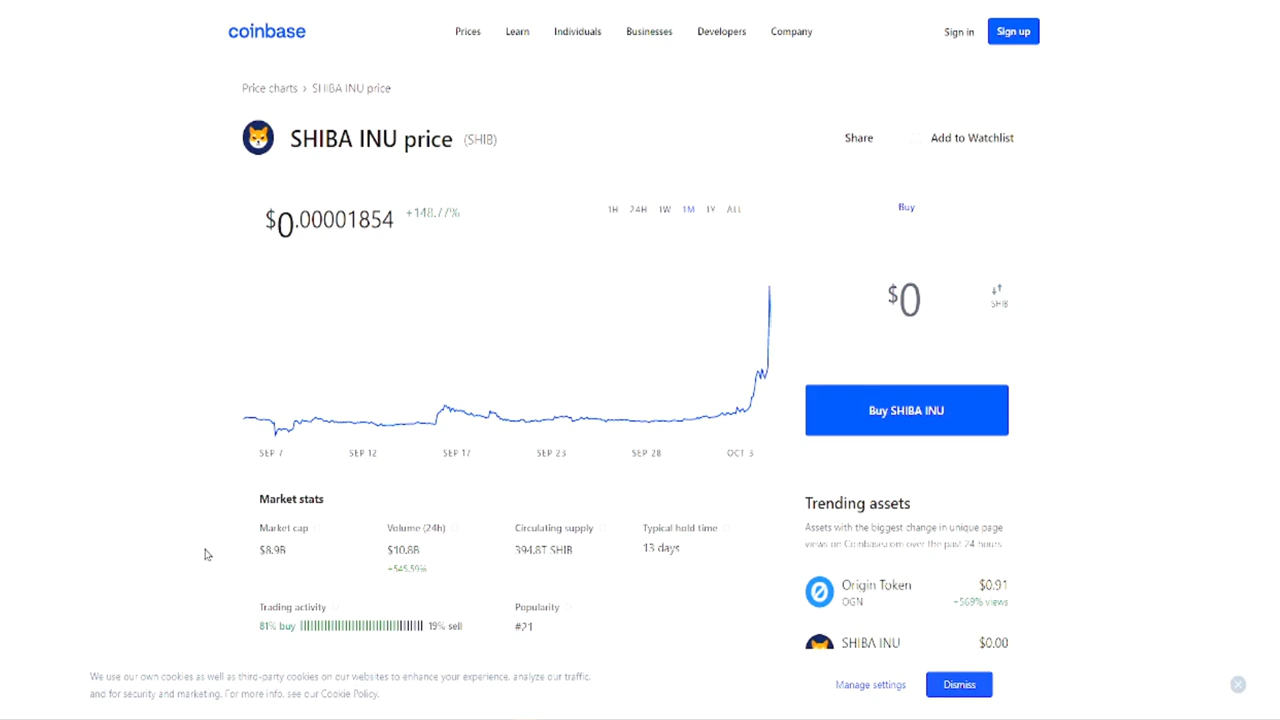 coinbase
Prices Learn Individuals Businesses Developers Company
Sign in Sign up
Price charts › SHIBA INU price
SHIBA INU price (SHIB)
Share Add to Watchlist
$0.00001854 +148.77%
1H 24H 1W 1M 1Y ALL
Buy
$0
SHIB
Buy SHIBA INU
SEP 7 SEP 12 SEP 17 SEP 23 SEP 28 OCT 3
Market stats
Market cap Volume (24h) Circulating supply Typical hold time
$8.9B $10.8B 394.8T SHIB 13 days
+545.59%
Trading activity Popularity
81% buy 19% sell #21
Trending assets
Assets with the biggest change in unique page
views on Coinbase.com over the past 24 hours
Origin Token $0.91
OGN +569% views
SHIBA INU $0.00
We use our own cookies as well as third-party cookies on our websites to enhance your experience, analyze our traffic,
and for security and marketing. For more info, see our Cookie Policy.
Manage settings Dismiss